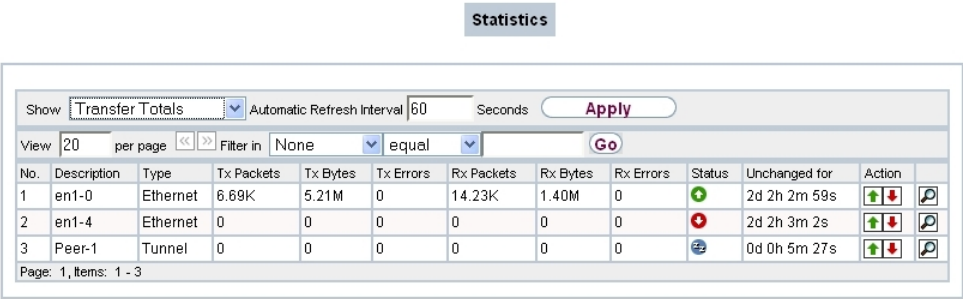 Statistics
Show Transfer Totals Automatic Refresh Interval 60 Seconds Apply
View 20 per page << >> Filter in None equal Go
No. Description Type Tx Packets Tx Bytes Tx Errors Rx Packets Rx Bytes Rx Errors Status Unchanged for Action
1 en1-0 Ethernet 6.69K 5.21M 0 14.23K 1.40M 0 2d 2h 2m 59s
2 en1-4 Ethernet 0 0 0 0 0 0 2d 2h 3m 2s
3 Peer-1 Tunnel 0 0 0 0 0 0 0d 0h 5m 27s
Page: 1, Items: 1 - 3